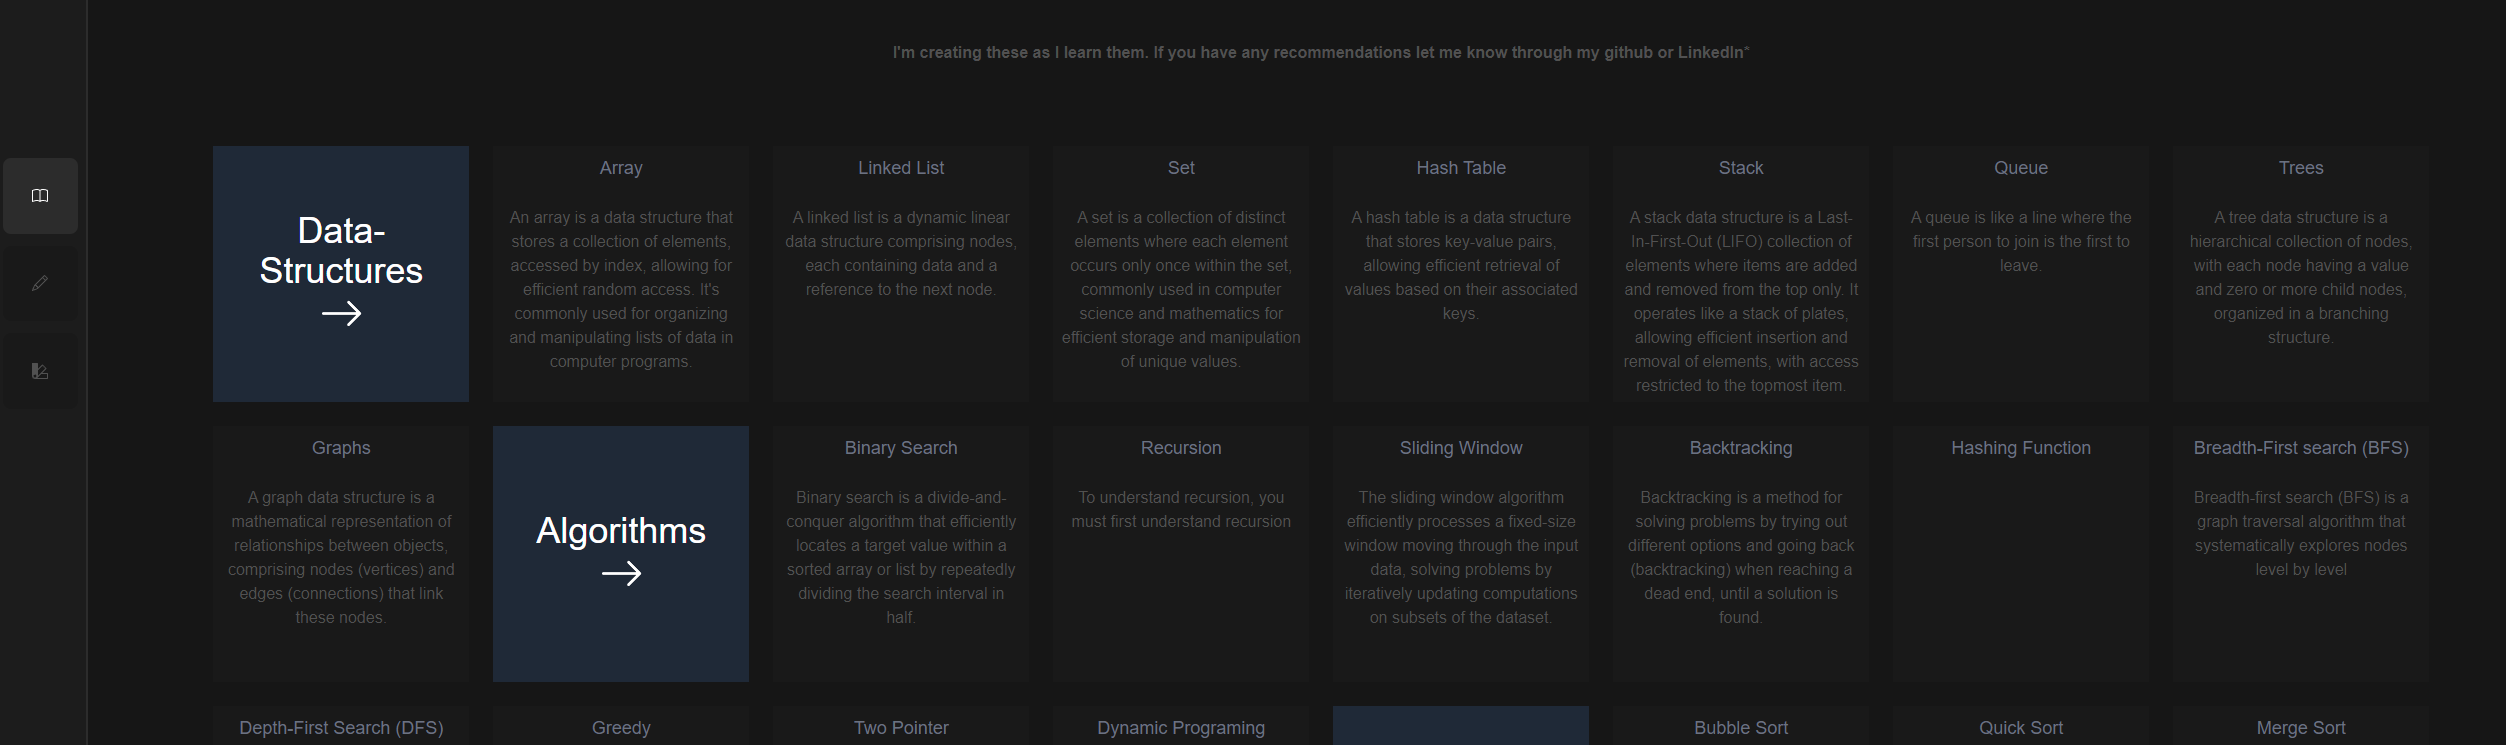 I'm creating these as I learn them. If you have any recommendations let me know through my github or LinkedIn*
Data-
Structures
Array
An array is a data structure that
stores a collection of elements,
accessed by index, allowing for
efficient random access. It's
commonly used for organizing
and manipulating lists of data in
computer programs.
Linked List
A linked list is a dynamic linear
data structure comprising nodes,
each containing data and a
reference to the next node.
Set
A set is a collection of distinct
elements where each element
occurs only once within the set,
commonly used in computer
science and mathematics for
efficient storage and manipulation
of unique values.
Hash Table
A hash table is a data structure
that stores key-value pairs,
allowing efficient retrieval of
values based on their associated
keys.
Stack
A stack data structure is a Last-
In-First-Out (LIFO) collection of
elements where items are added
and removed from the top only. It
operates like a stack of plates,
allowing efficient insertion and
removal of elements, with access
restricted to the topmost item.
Queue
A queue is like a line where the
first person to join is the first to
leave.
Trees
A tree data structure is a
hierarchical collection of nodes,
with each node having a value
and zero or more child nodes,
organized in a branching
structure.
Graphs
A graph data structure is a
mathematical representation of
relationships between objects,
comprising nodes (vertices) and
edges (connections) that link
these nodes.
Algorithms
Binary Search
Binary search is a divide-and-
conquer algorithm that efficiently
locates a target value within a
sorted array or list by repeatedly
dividing the search interval in
half.
Recursion
To understand recursion, you
must first understand recursion
Sliding Window
The sliding window algorithm
efficiently processes a fixed-size
window moving through the input
data, solving problems by
iteratively updating computations
on subsets of the dataset.
Backtracking
Backtracking is a method for
solving problems by trying out
different options and going back
(backtracking) when reaching a
dead end, until a solution is
found.
Hashing Function
Breadth-First search (BFS)
Breadth-first search (BFS) is a
graph traversal algorithm that
systematically explores nodes
level by level
Depth-First Search (DFS)
Greedy
Two Pointer
Dynamic Programing
Bubble Sort
Quick Sort
Merge Sort